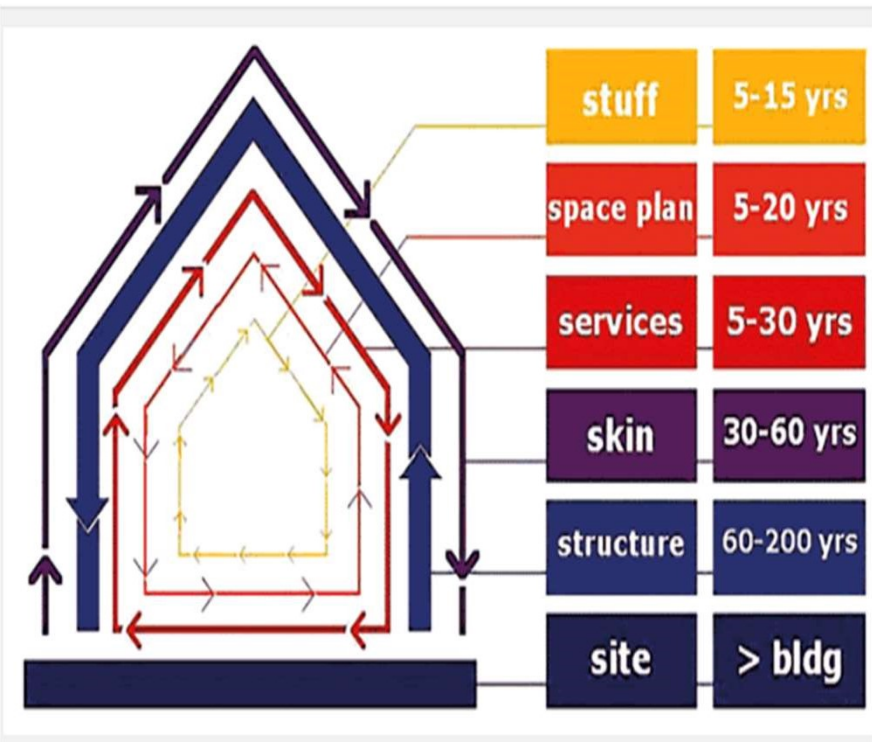 stuff 5-15 yrs
space plan 5-20 yrs
services 5-30 yrs
skin 30-60 yrs
structure 60-200 yrs
site > bldg